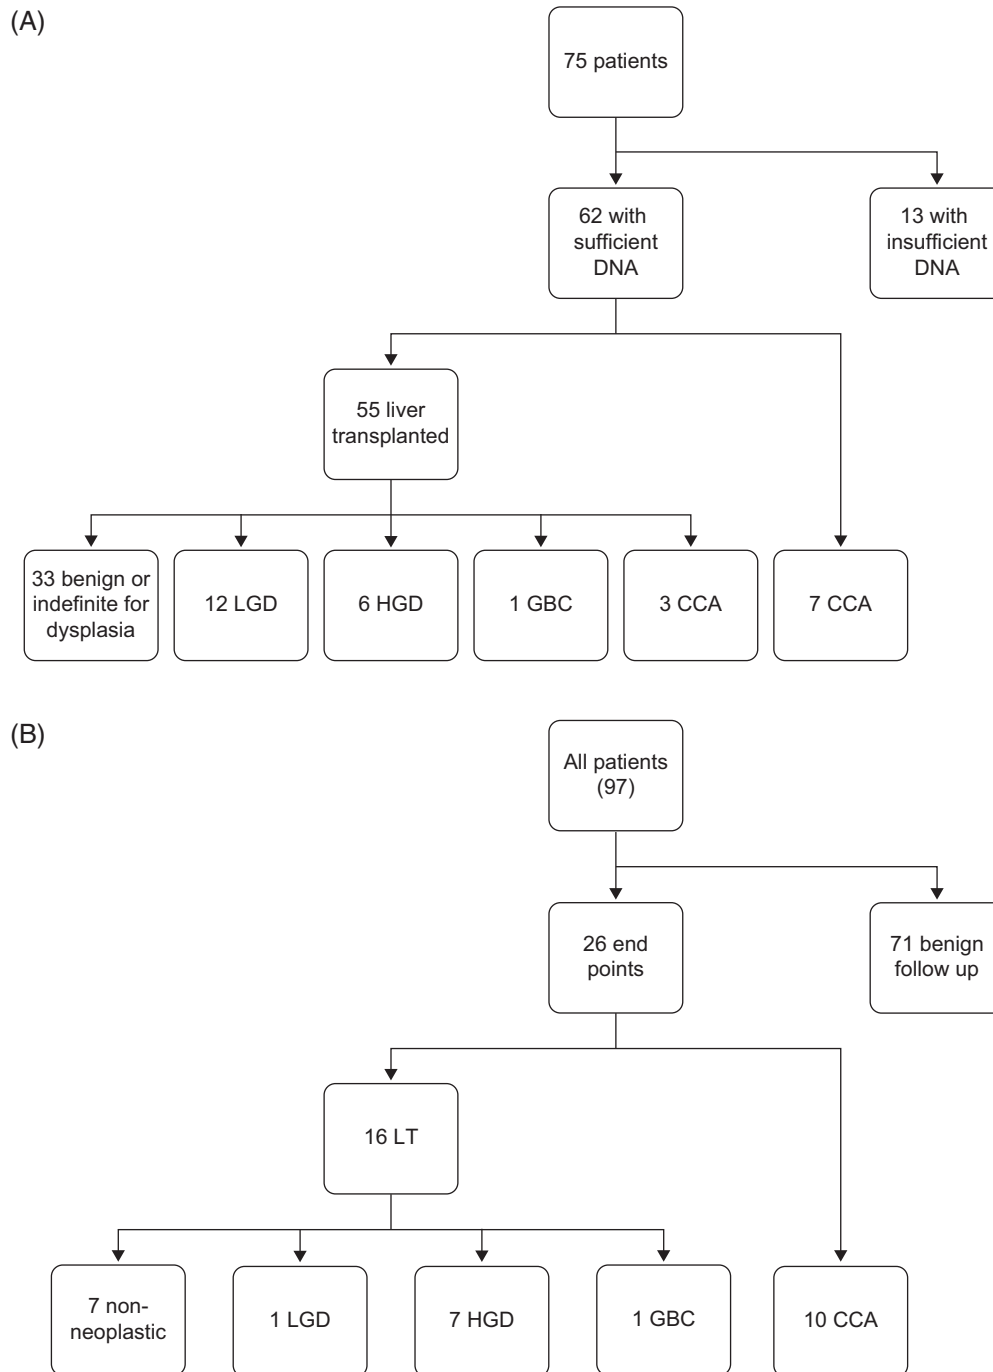 (A)
75 patients
62 with
sufficient
DNA
13 with
insufficient
DNA
55 liver
transplanted
33 benign or
indefinite for
dysplasia
12 LGD
6 HGD
1 GBC
3 CCA
7 CCA
(B)
All patients
(97)
26 end
points
71 benign
follow up
16 LT
7 non-
neoplastic
1 LGD
7 HGD
1 GBC
10 CCA